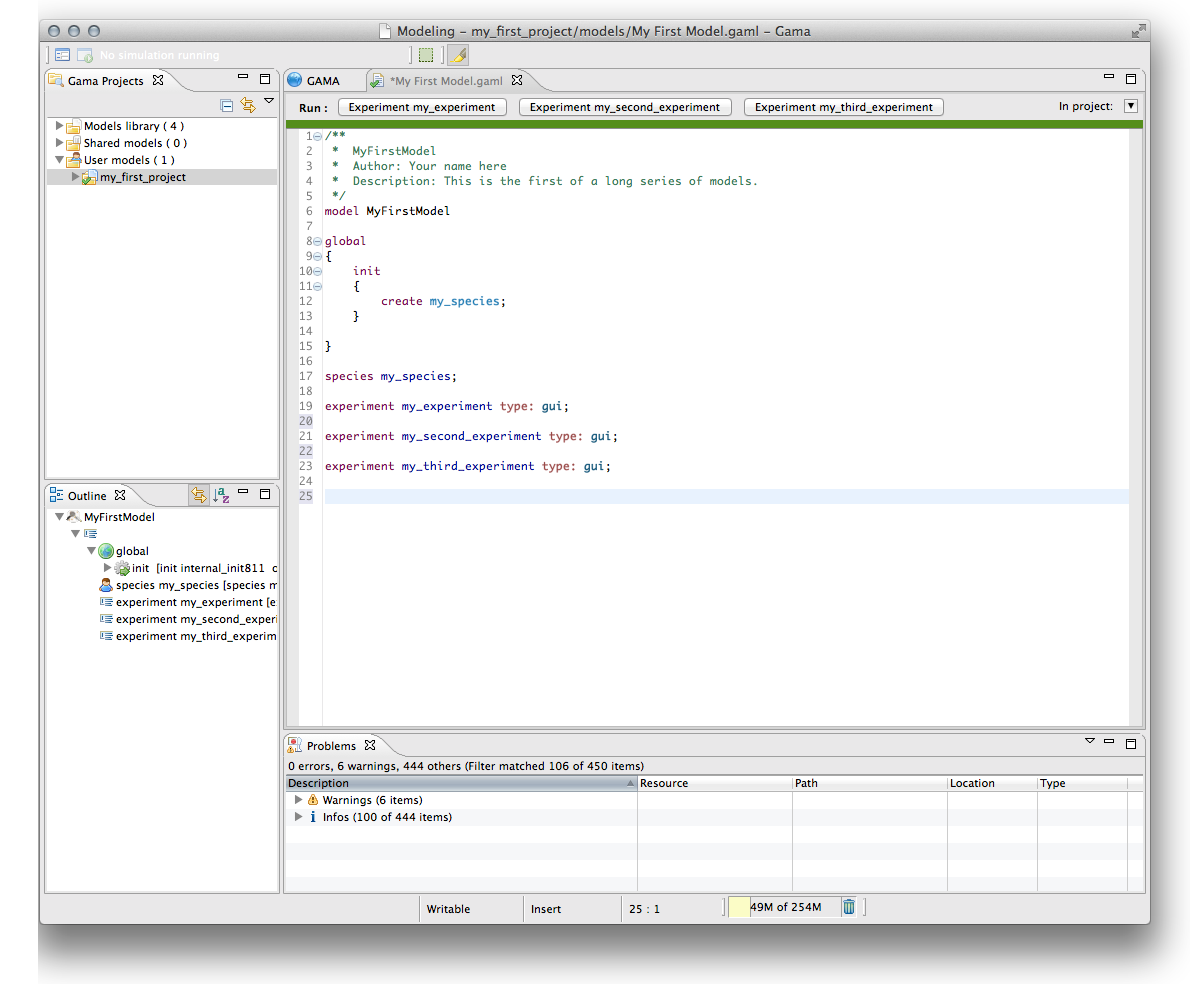 Modeling – my_first_project/models/My First Model.gaml – Gama
No simulation running
Gama Projects
Models library ( 4 )
Shared models ( 0 )
User models ( 1 )
my_first_project
GAMA
*My First Model.gaml
Run :
Experiment my_experiment
Experiment my_second_experiment
Experiment my_third_experiment
In project:
1 /**
2 * MyFirstModel
3 * Author: Your name here
4 * Description: This is the first of a long series of models.
5 */
6 model MyFirstModel
7
8 global
9 {
10 init
11 {
12 create my_species;
13 }
14
15 }
16
17 species my_species;
18
19 experiment my_experiment type: gui;
20
21 experiment my_second_experiment type: gui;
22
23 experiment my_third_experiment type: gui;
24
25
Outline
MyFirstModel
global
init [init internal_init811 c
species my_species [species m
experiment my_experiment [e
experiment my_second_experi
experiment my_third_experim
Problems
0 errors, 6 warnings, 444 others (Filter matched 106 of 450 items)
Description Resource Path Location Type
Warnings (6 items)
Infos (100 of 444 items)
Writable Insert 25 : 1 49M of 254M